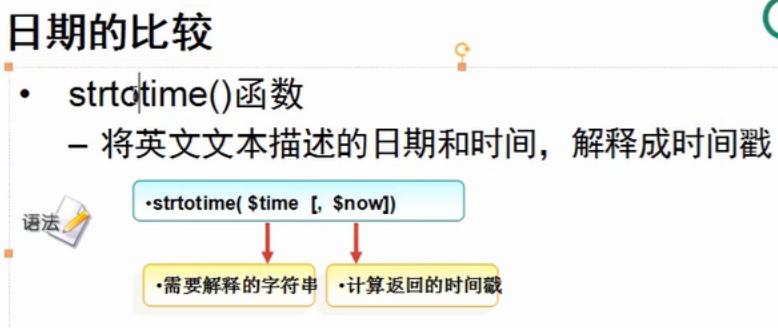 日期的比较
• strtotime()函数
– 将英文文本描述的日期和时间，解释成时间戳
语法
•strtotime( $time [, $now])
•需要解释的字符串 •计算返回的时间戳